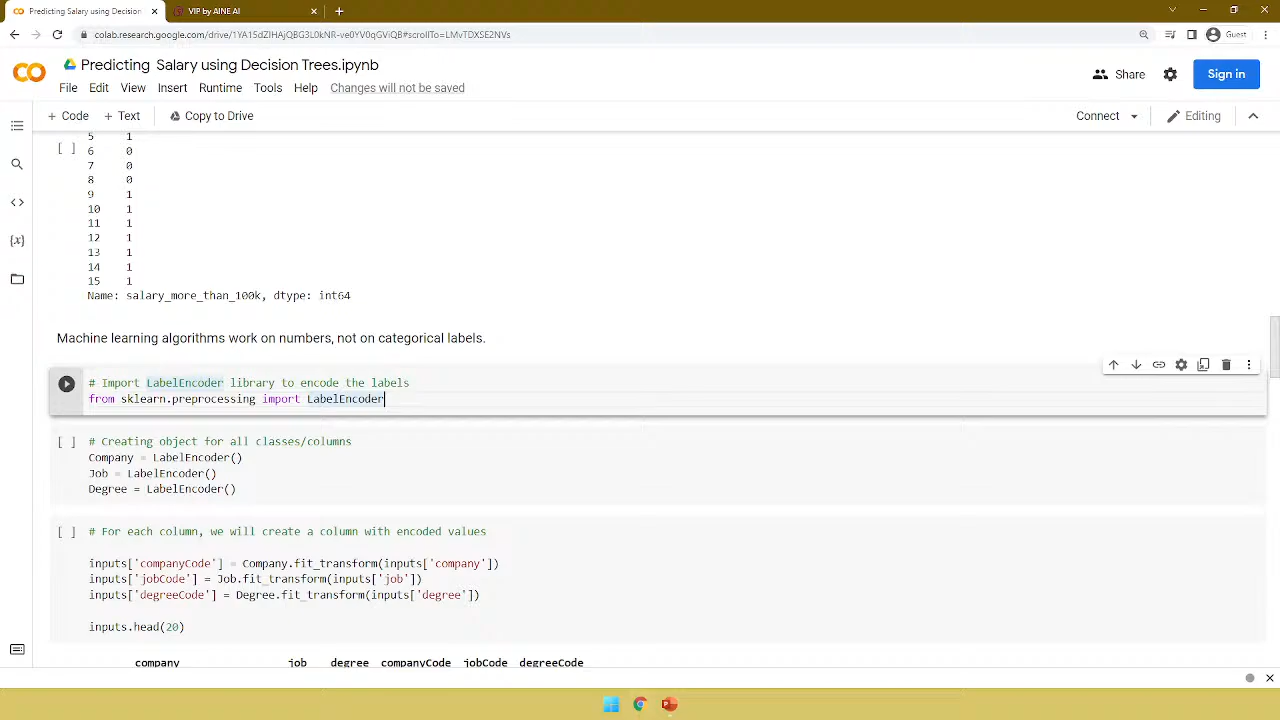 Predicting Salary using Decision
VIP by AINE AI
colab.research.google.com/drive/1YA15dZlHAjQBG3L0kNR-ve0YV0qGViQB#scrollTo=LMvTDXSE2NVs
Guest
Predicting Salary using Decision Trees.ipynb
Share
Sign in
File Edit View Insert Runtime Tools Help Changes will not be saved
+ Code + Text Copy to Drive
Connect
Editing
5 1
[ ] 6 0
7 0
8 0
9 1
10 1
11 1
12 1
13 1
14 1
15 1
Name: salary_more_than_100k, dtype: int64
Machine learning algorithms work on numbers, not on categorical labels.
# Import LabelEncoder library to encode the labels
from sklearn.preprocessing import LabelEncoder
[ ] # Creating object for all classes/columns
Company = LabelEncoder()
Job = LabelEncoder()
Degree = LabelEncoder()
[ ] # For each column, we will create a column with encoded values
inputs['companyCode'] = Company.fit_transform(inputs['company'])
inputs['jobCode'] = Job.fit_transform(inputs['job'])
inputs['degreeCode'] = Degree.fit_transform(inputs['degree'])
inputs.head(20)
company job degree companyCode jobCode degreeCode